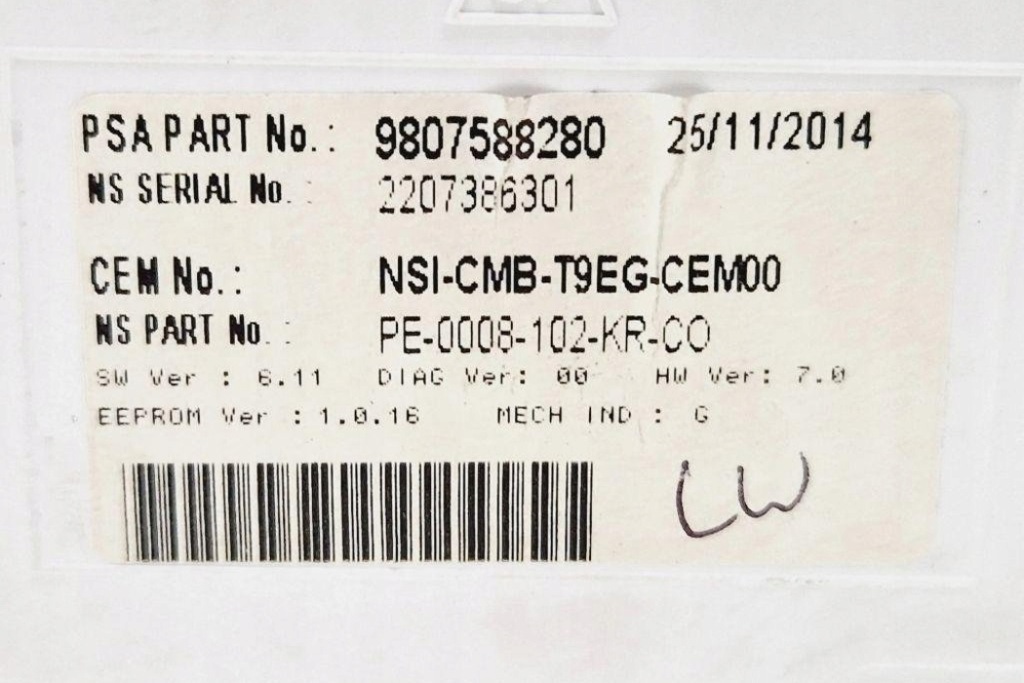 PSA PART No.: 9807588280 25/11/2014
NS SERIAL No. : 2207386301
CEM No.: NSI-CMB-T9EG-CEM00
NS PART No. : PE-0008-102-KR-CO
SW Ver : 6.11 DIAG Ver: 00 HW Ver: 7.0
EEPROM Ver : 1.0.16 MECH IND : G
LW